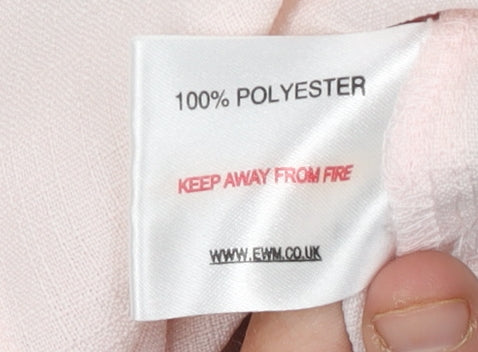 100% POLYESTER
KEEP AWAY FROM FIRE
WWW.EWM.CO.UK